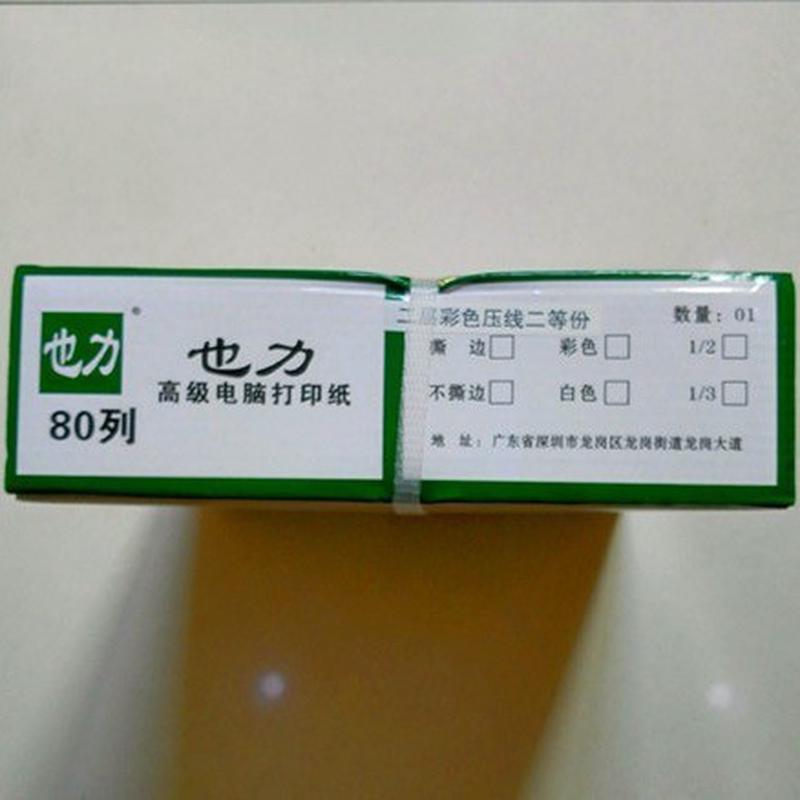 也力
®
80列
也力
高级电脑打印纸
二层彩色压线二等份
数量：01
撕 边□ 彩色□ 1/2□
不撕边□ 白色□ 1/3□
地 址：广东省深圳市龙岗区龙岗街道龙岗大道